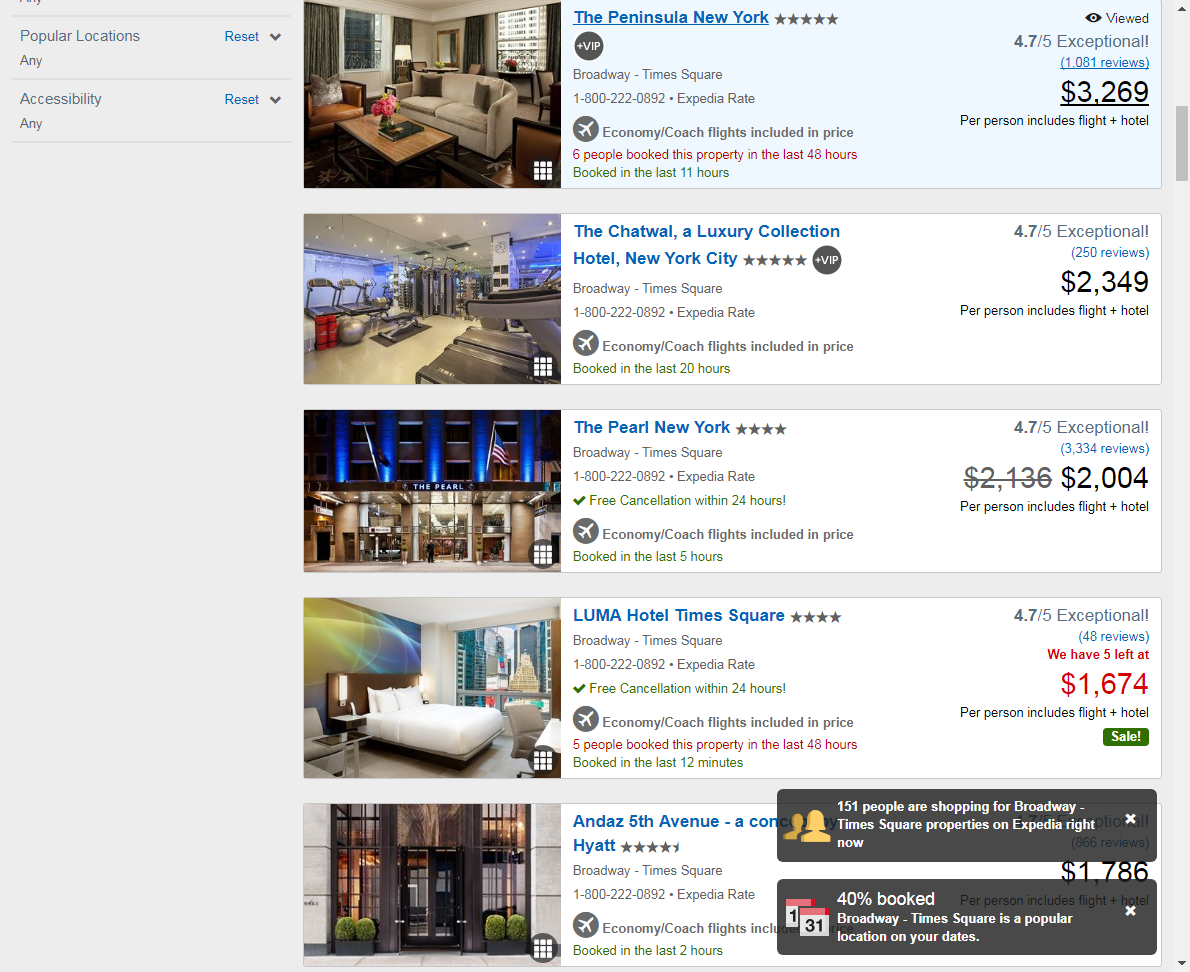 Any
Popular Locations
Reset
Any
Accessibility
Reset
Any
The Peninsula New York
+VIP
Broadway - Times Square
1-800-222-0892 • Expedia Rate
Economy/Coach flights included in price
6 people booked this property in the last 48 hours
Booked in the last 11 hours
Viewed
4.7/5 Exceptional!
(1,081 reviews)
$3,269
Per person includes flight + hotel
The Chatwal, a Luxury Collection
Hotel, New York City +VIP
Broadway - Times Square
1-800-222-0892 • Expedia Rate
Economy/Coach flights included in price
Booked in the last 20 hours
4.7/5 Exceptional!
(250 reviews)
$2,349
Per person includes flight + hotel
THE PEARL
The Pearl New York
Broadway - Times Square
1-800-222-0892 • Expedia Rate
Free Cancellation within 24 hours!
Economy/Coach flights included in price
Booked in the last 5 hours
4.7/5 Exceptional!
(3,334 reviews)
$2,136 $2,004
Per person includes flight + hotel
LUMA Hotel Times Square
Broadway - Times Square
1-800-222-0892 • Expedia Rate
Free Cancellation within 24 hours!
Economy/Coach flights included in price
5 people booked this property in the last 48 hours
Booked in the last 12 minutes
4.7/5 Exceptional!
(48 reviews)
We have 5 left at
$1,674
Per person includes flight + hotel
Sale!
Andaz 5th Avenue - a concept by
Hyatt
Broadway - Times Square
1-800-222-0892 • Expedia Rate
Economy/Coach flights included in price
Booked in the last 2 hours
4.7/5 Exceptional!
(866 reviews)
$1,786
Per person includes flight + hotel
151 people are shopping for Broadway -
Times Square properties on Expedia right
now
1
31
40% booked
Broadway - Times Square is a popular
location on your dates.